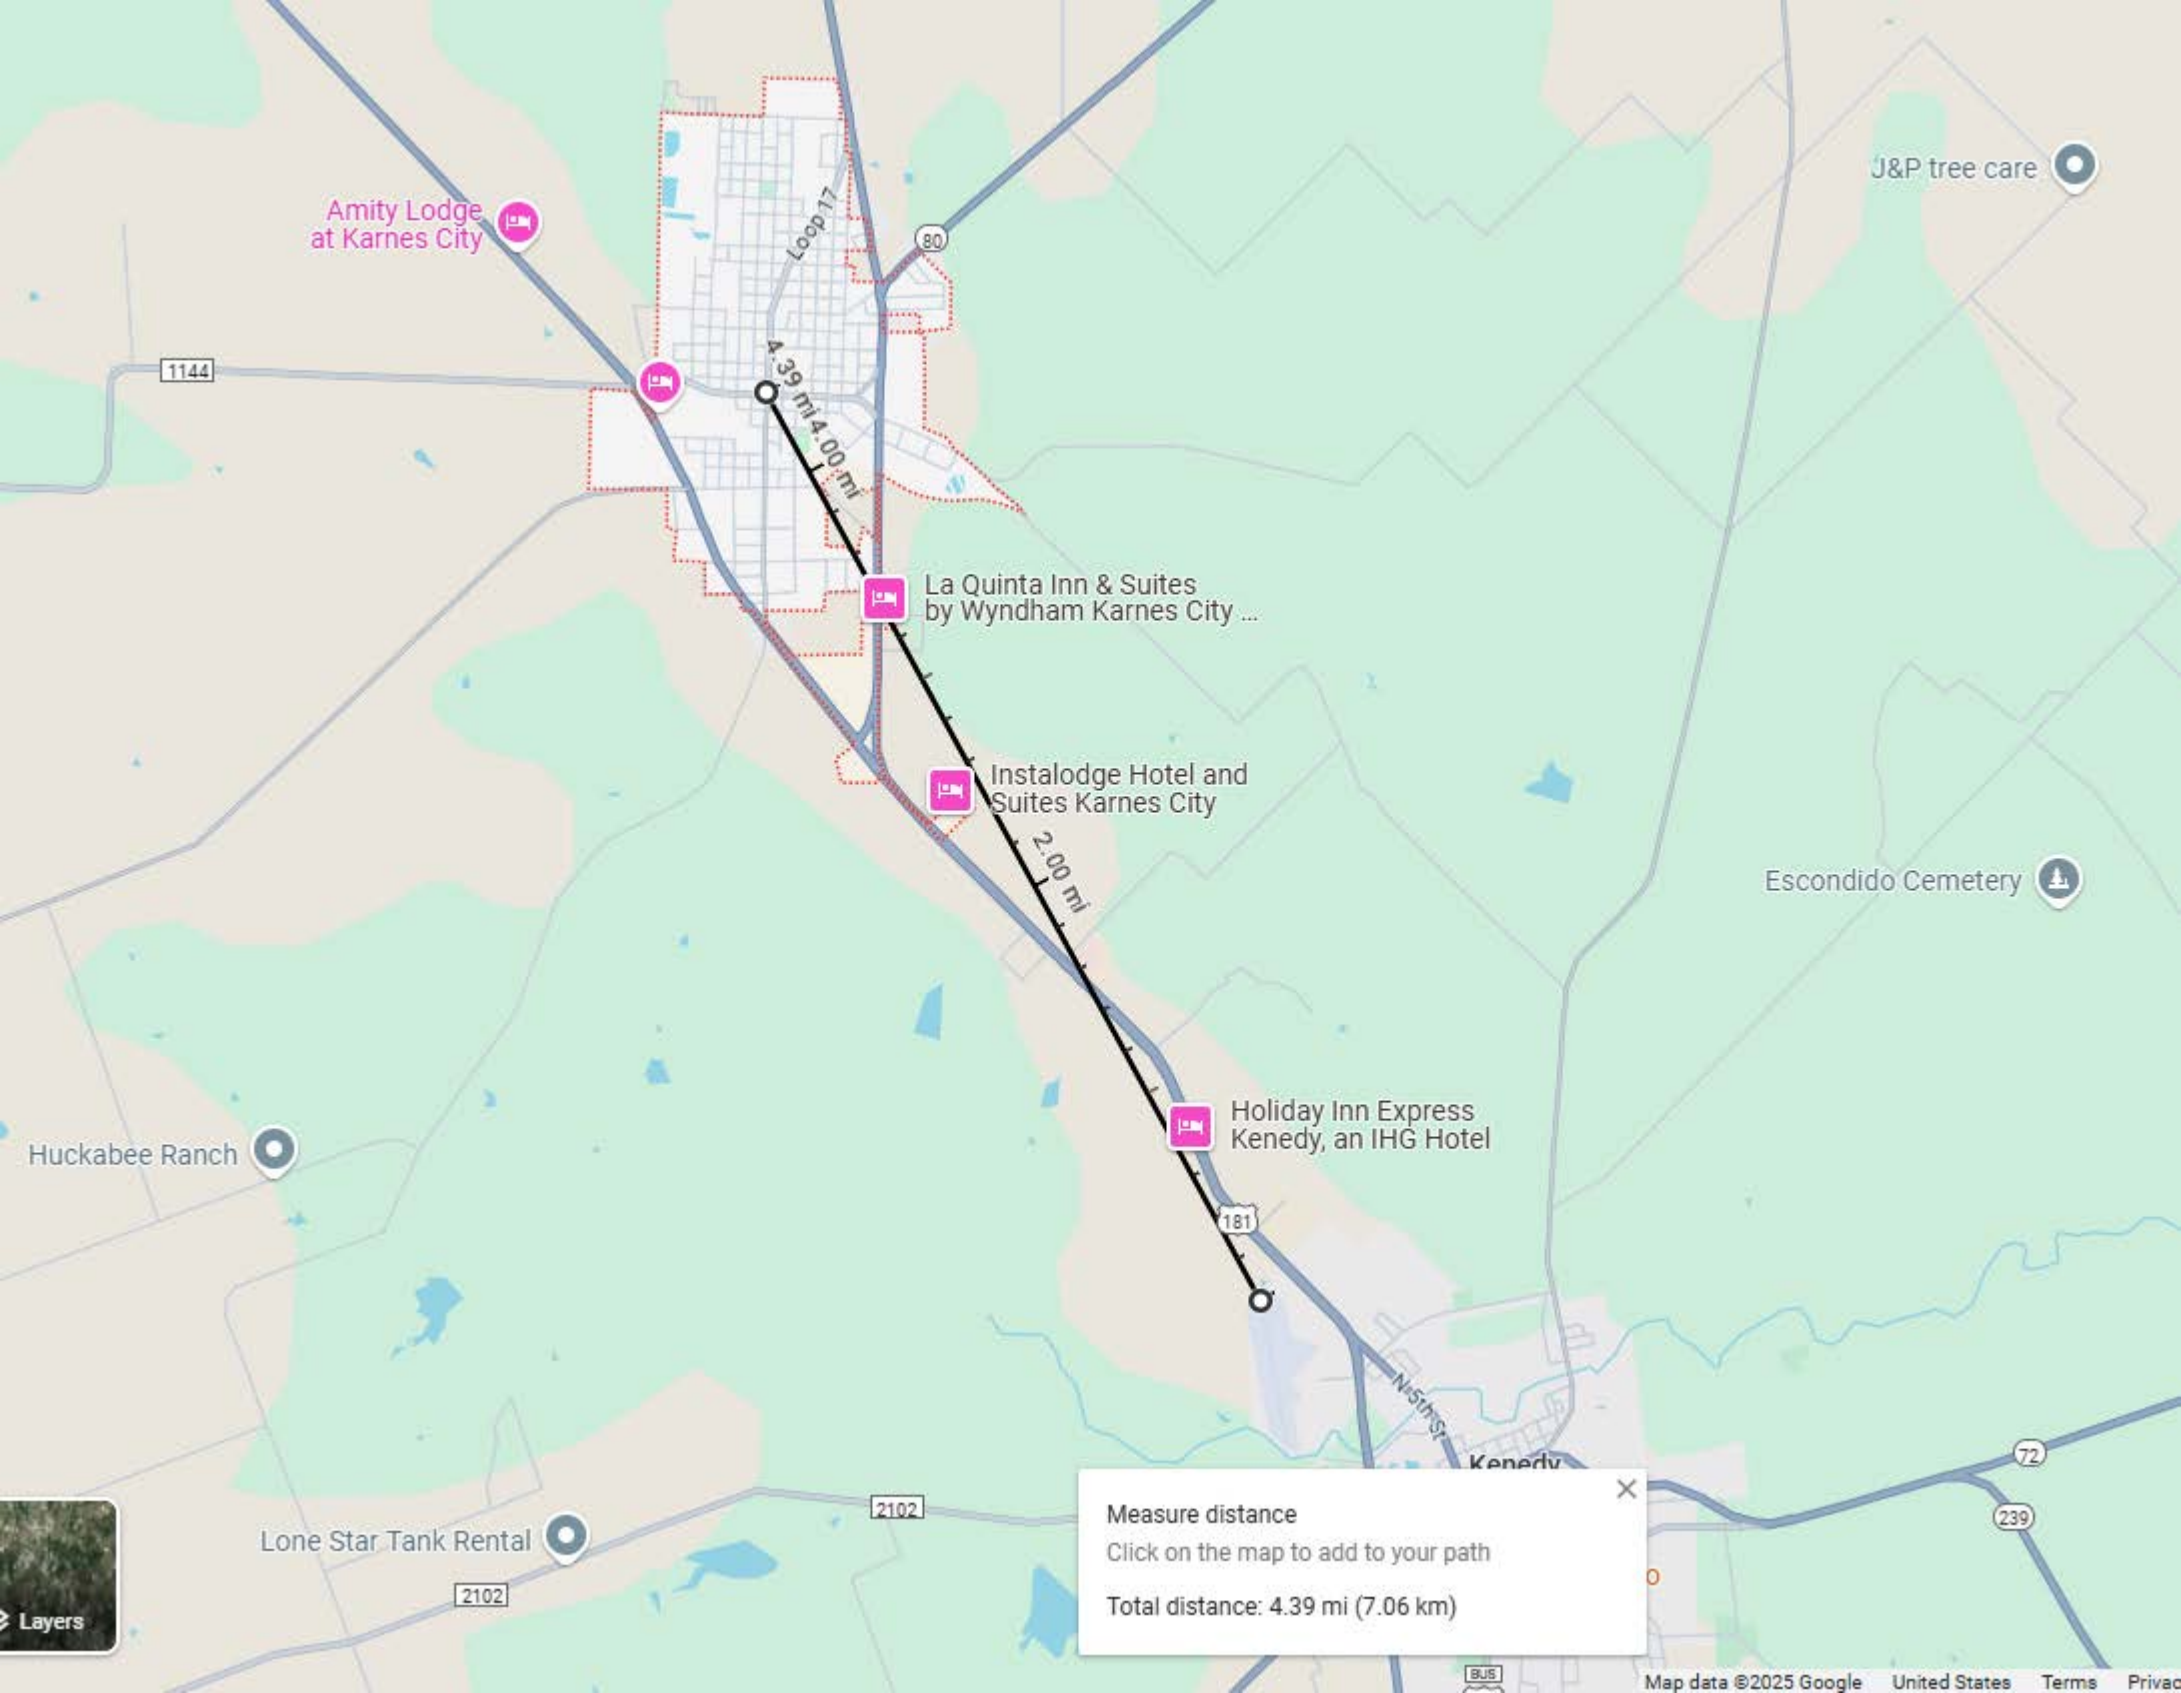 J&P tree care
Amity Lodge
at Karnes City
Loop 17
80
1144
4.39 mi
4.00 mi
La Quinta Inn & Suites
by Wyndham Karnes City ...
Instalodge Hotel and
Suites Karnes City
2.00 mi
Escondido Cemetery
Holiday Inn Express
Kenedy, an IHG Hotel
Huckabee Ranch
181
N 5th St
Kenedy
72
239
2102
Lone Star Tank Rental
2102
Measure distance
Click on the map to add to your path
Total distance: 4.39 mi (7.06 km)
Layers
BUS
Map data ©2025 Google United States Terms